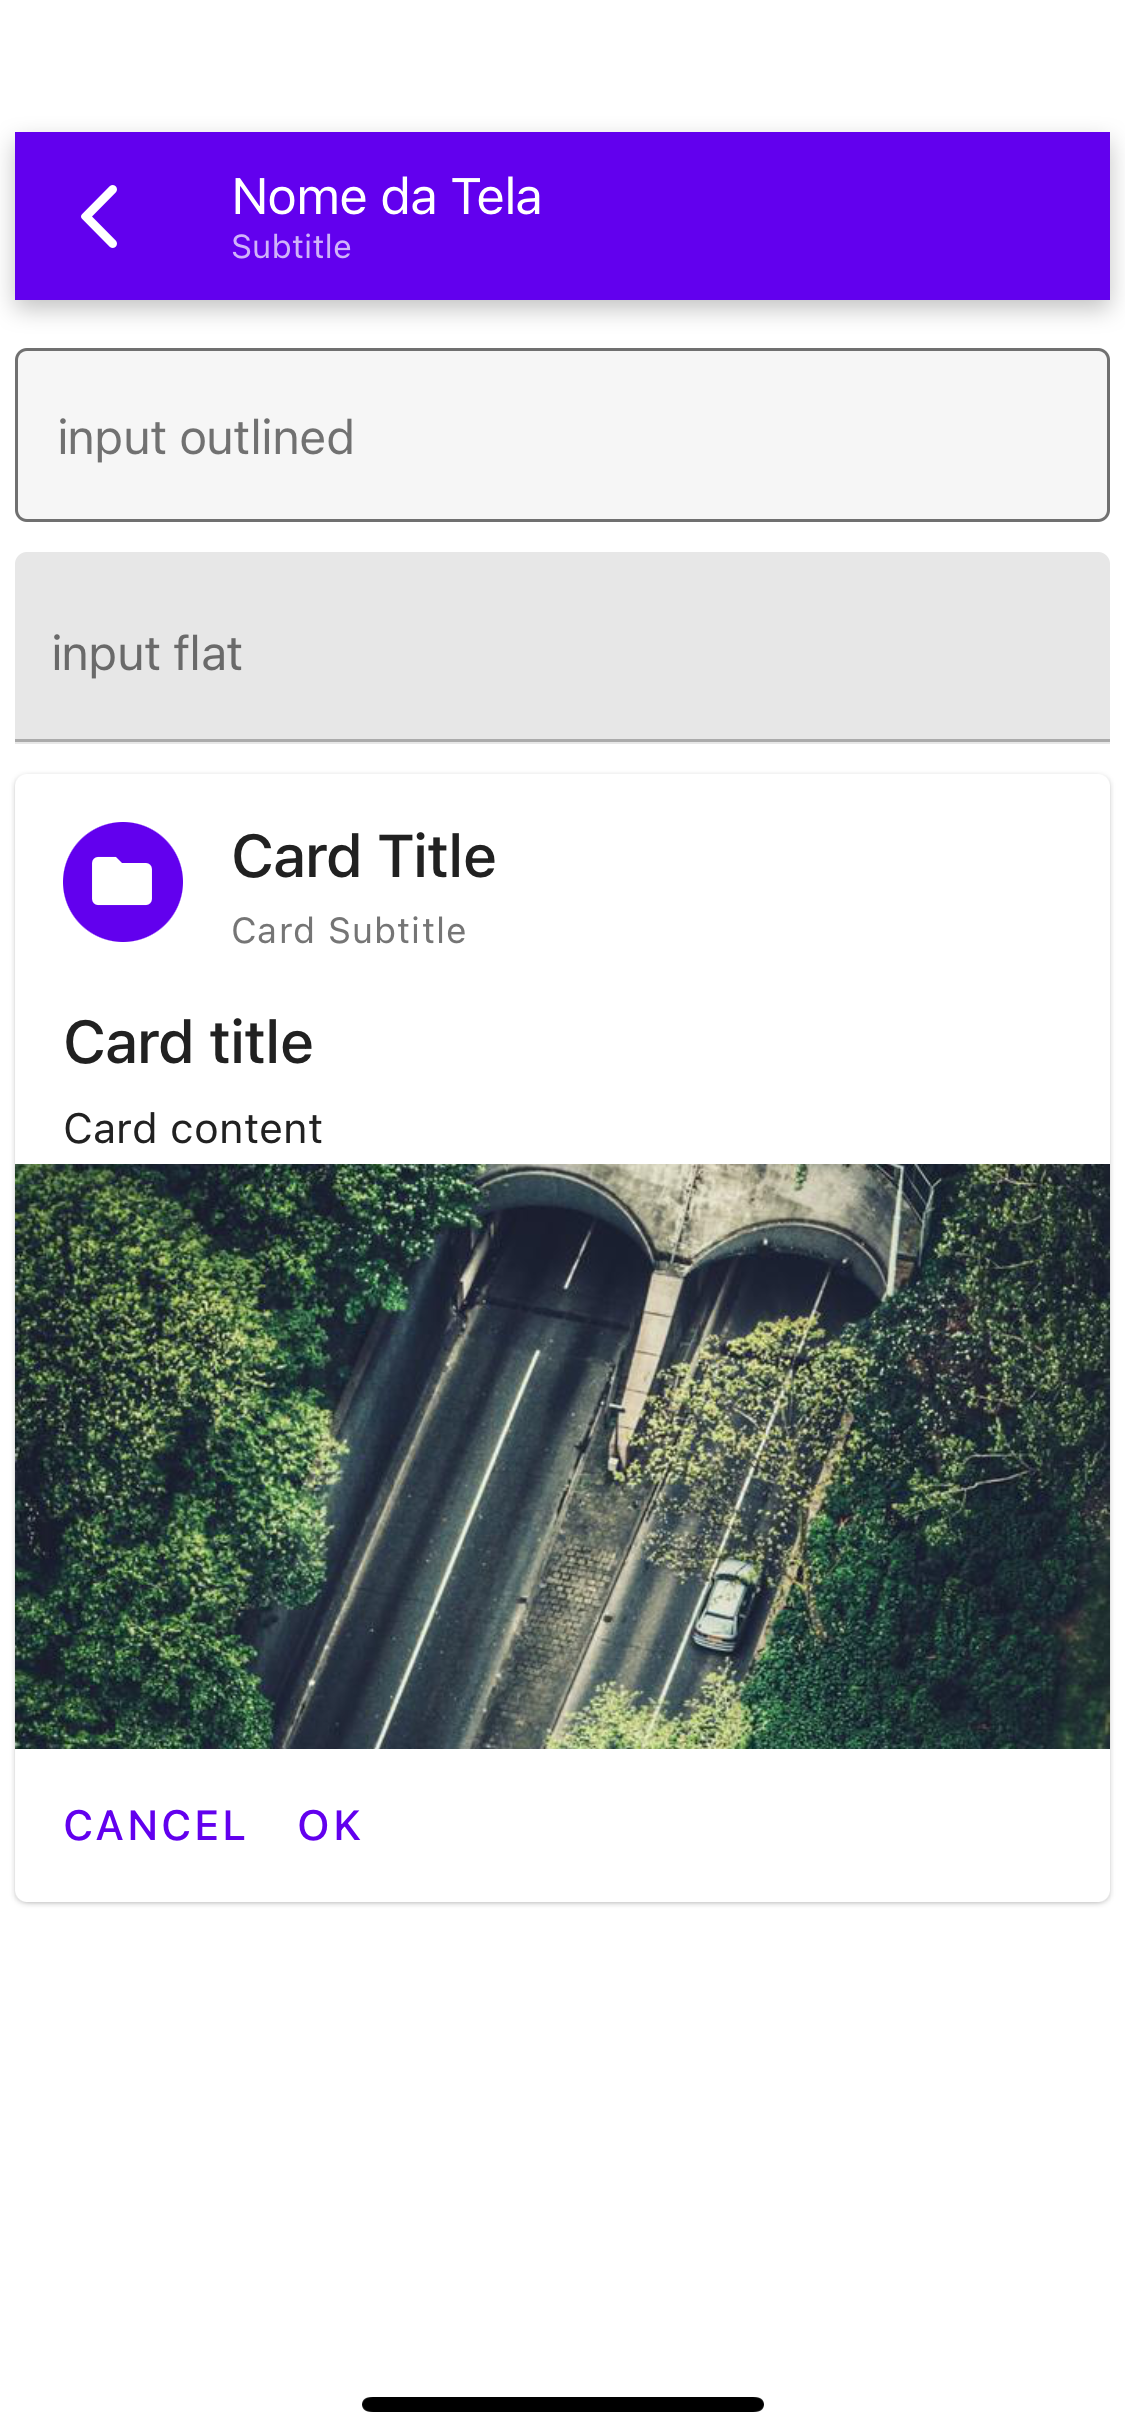 Nome da Tela
Subtitle
input outlined
input flat
Card Title
Card Subtitle
Card title
Card content
CANCEL OK